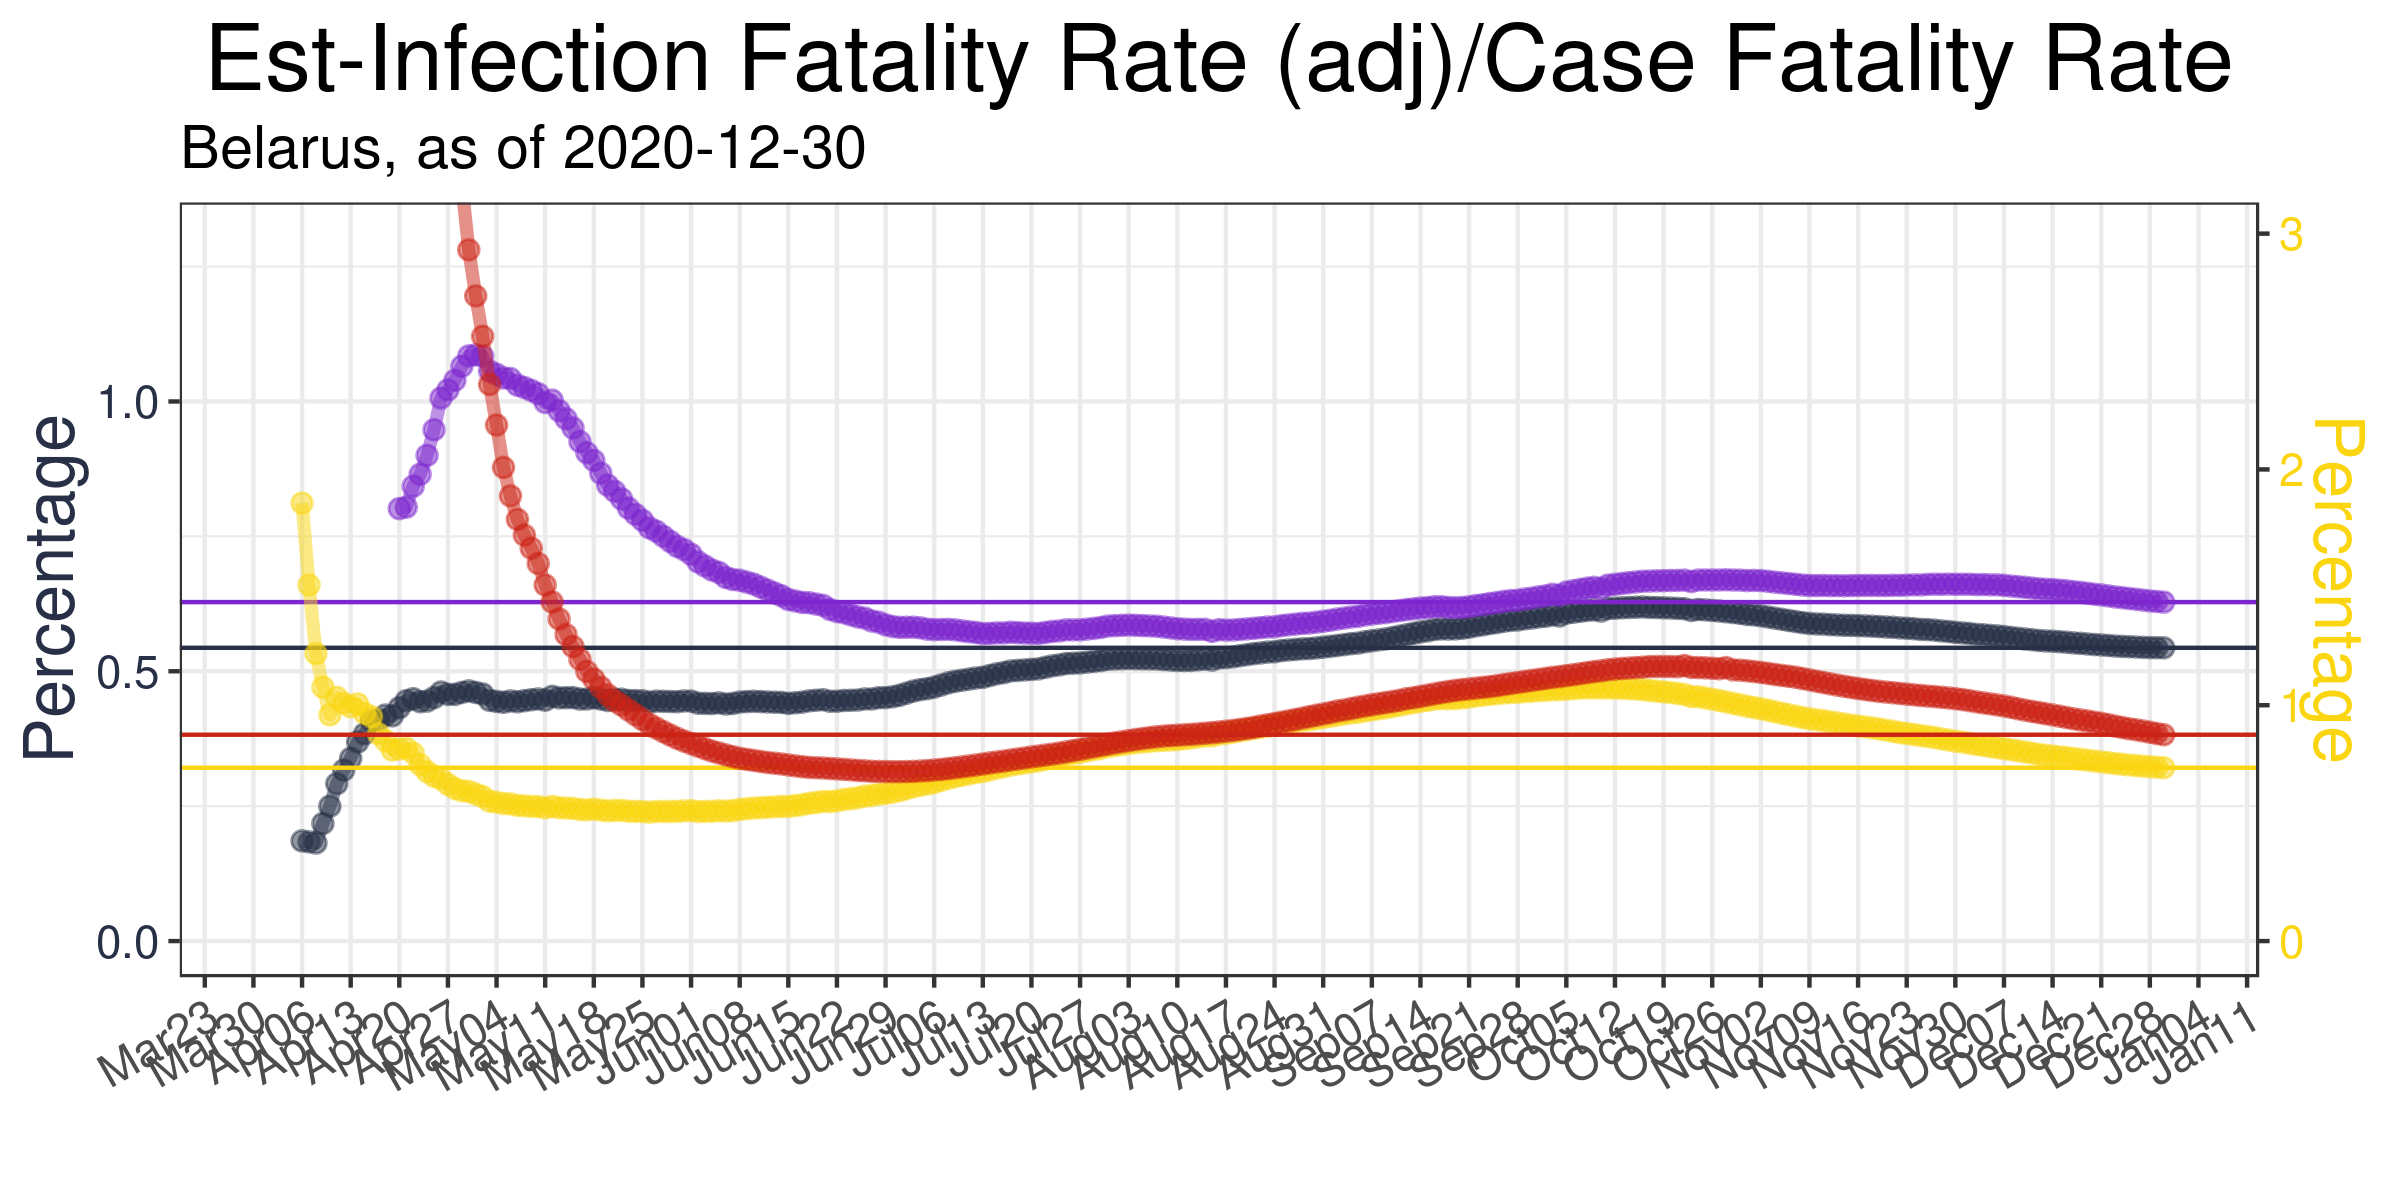 Est-Infection Fatality Rate (adj)/Case Fatality Rate
Belarus, as of 2020-12-30
Percentage
1.0
0.5
0.0
3
2
1
0
Percentage
Mar23
Mar30
Apr06
Apr13
Apr20
Apr27
May04
May11
May18
May25
Jun01
Jun08
Jun15
Jun22
Jun29
Jul06
Jul13
Jul20
Jul27
Aug03
Aug10
Aug17
Aug24
Aug31
Sep07
Sep14
Sep21
Sep28
Oct05
Oct12
Oct19
Oct26
Nov02
Nov09
Nov16
Nov23
Nov30
Dec07
Dec14
Dec21
Dec28
Jan04
Jan11